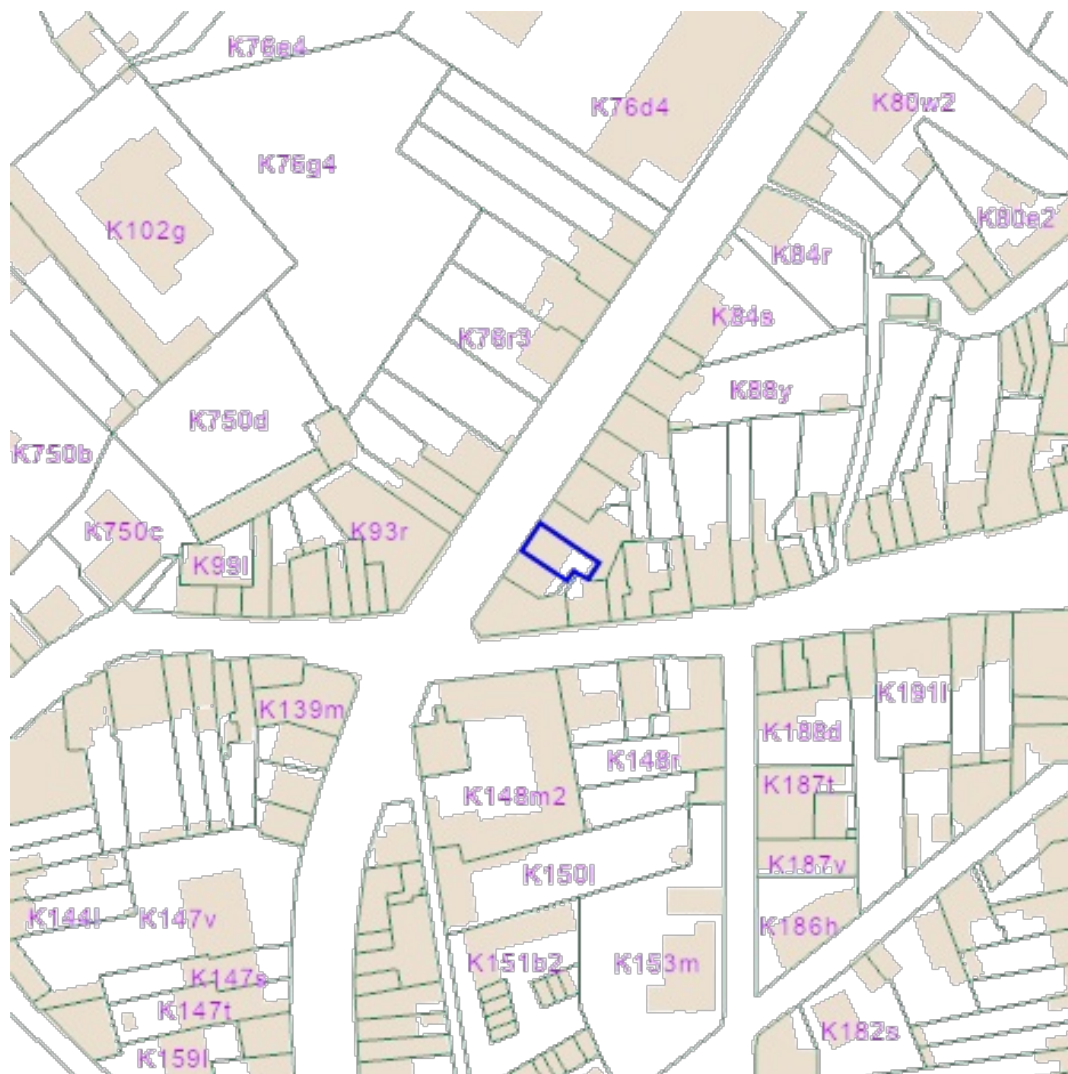 K76e4
K76d4
K80w2
K76g4
K102g
K80e2
K84r
K84s
K76r3
K88y
K750d
K750b
K750c
K93r
K99l
K139m
K191l
K188d
K148r
K187t
K148m2
K187v
K150l
K144l
K147v
K186h
K151b2
K153m
K147s
K147t
K182s
K159l